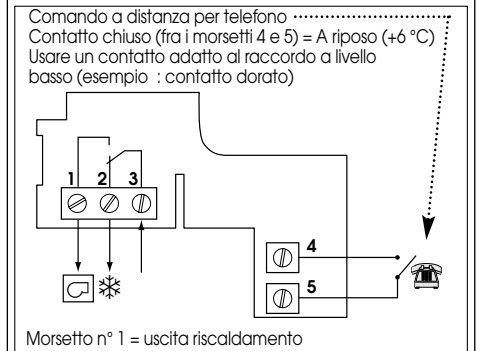 Comando a distanza per telefono
Contatto chiuso (fra i morsetti 4 e 5) = A riposo (+6 °C)
Usare un contatto adatto al raccordo a livello
basso (esempio : contatto dorato)
1 2 3
4
5
Morsetto n° 1 = uscita riscaldamento